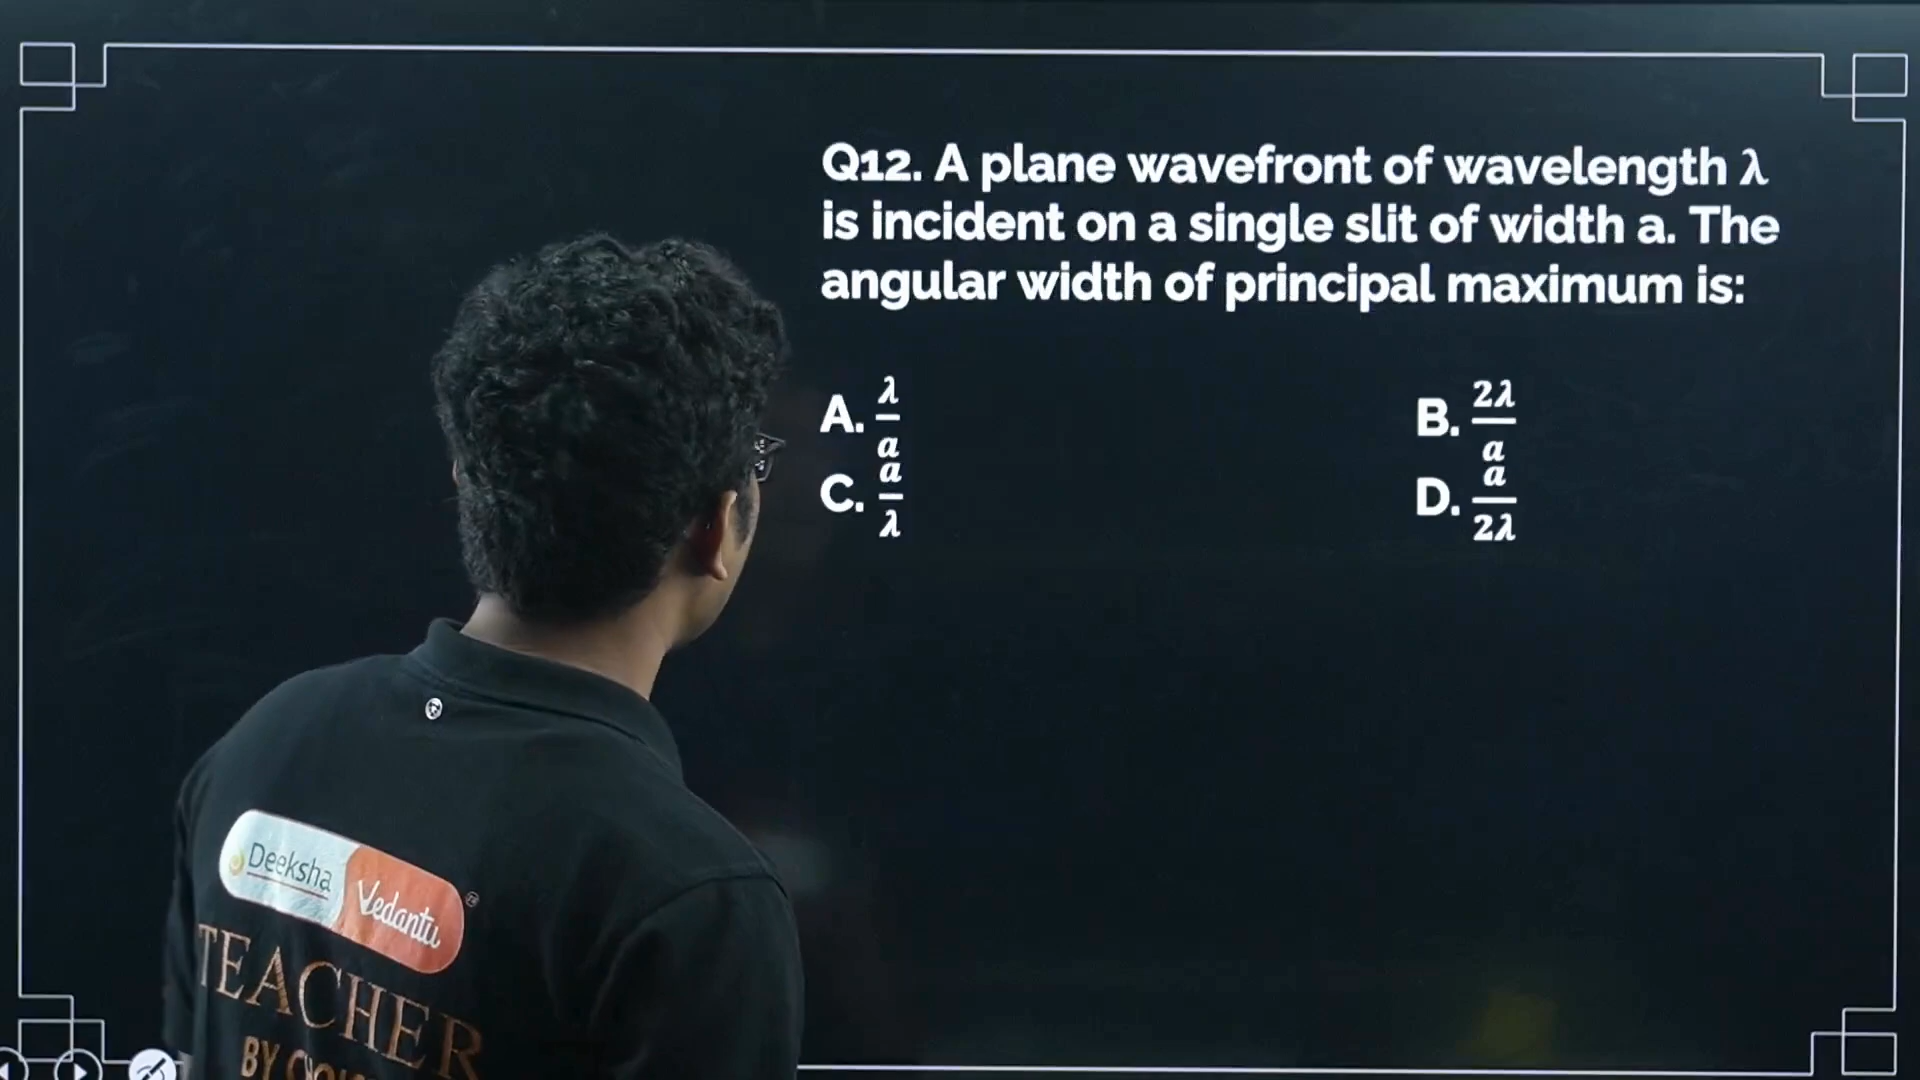 Q12. A plane wavefront of wavelength λ
is incident on a single slit of width a. The
angular width of principal maximum is:
A. λ/a B. 2λ/a
C. a/λ D. a/2λ
Deeksha Vedantu
TEACHER
BY